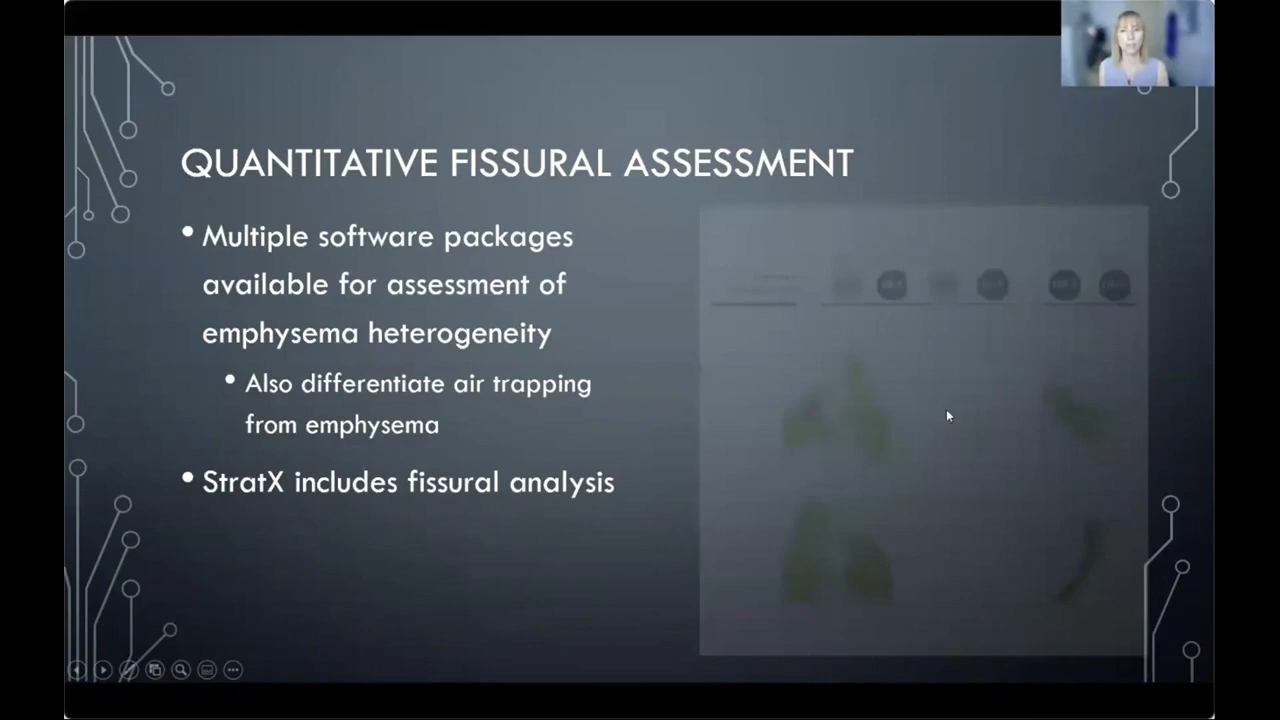 QUANTITATIVE FISSURAL ASSESSMENT
• Multiple software packages
available for assessment of
emphysema heterogeneity
• Also differentiate air trapping
from emphysema
• StratX includes fissural analysis